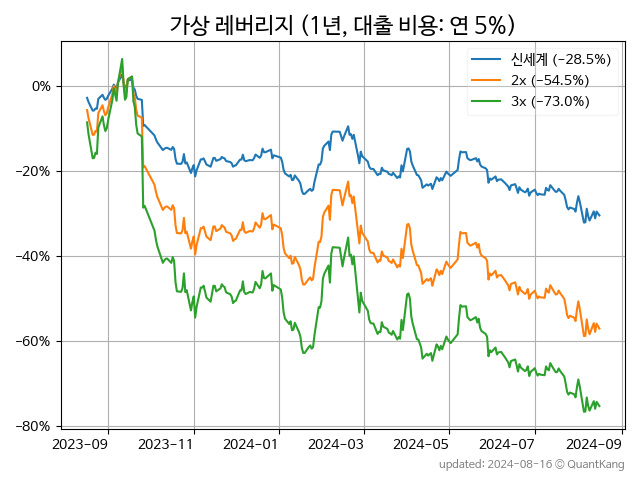 가상 레버리지 (1년, 대출 비용: 연 5%)
신세계 (−28.5%)
2x (−54.5%)
3x (−73.0%)
0%
−20%
−40%
−60%
−80%
2023-09 2023-11 2024-01 2024-03 2024-05 2024-07 2024-09
updated: 2024-08-16 © QuantKang